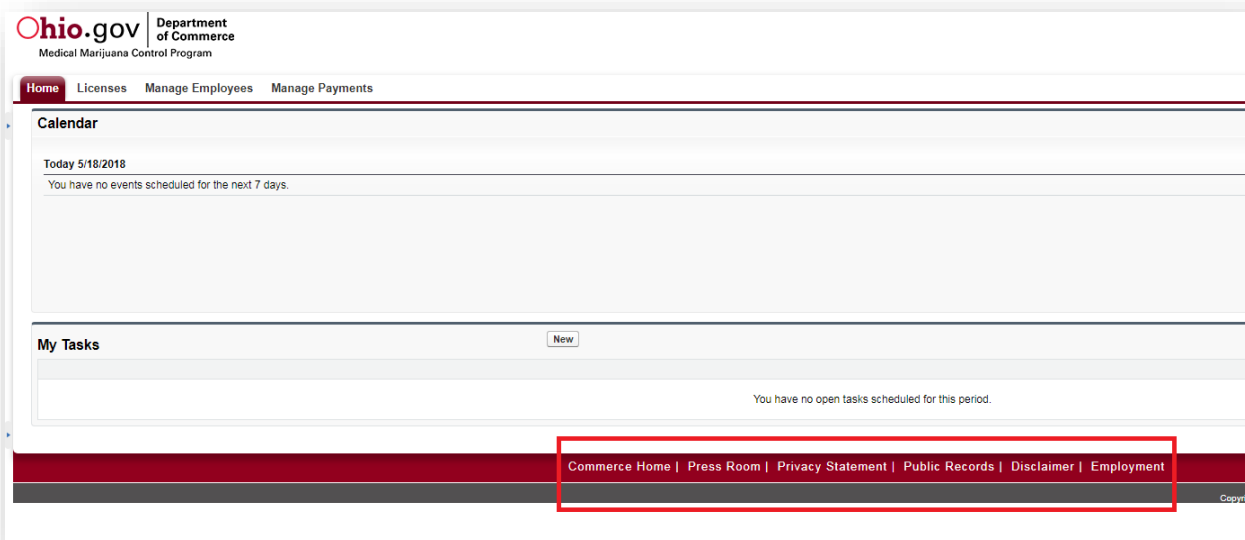 Ohio.gov
Department
of Commerce
Medical Marijuana Control Program
Home Licenses Manage Employees Manage Payments
Calendar
Today 5/18/2018
You have no events scheduled for the next 7 days.
My Tasks New
You have no open tasks scheduled for this period.
Commerce Home | Press Room | Privacy Statement | Public Records | Disclaimer | Employment